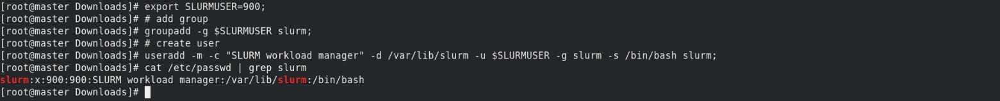 [root@master Downloads]# export SLURMUSER=900;
[root@master Downloads]# # add group
[root@master Downloads]# groupadd -g $SLURMUSER slurm;
[root@master Downloads]# # create user
[root@master Downloads]# useradd -m -c "SLURM workload manager" -d /var/lib/slurm -u $SLURMUSER -g slurm -s /bin/bash slurm;
[root@master Downloads]# cat /etc/passwd | grep slurm
slurm:x:900:900:SLURM workload manager:/var/lib/slurm:/bin/bash
[root@master Downloads]#